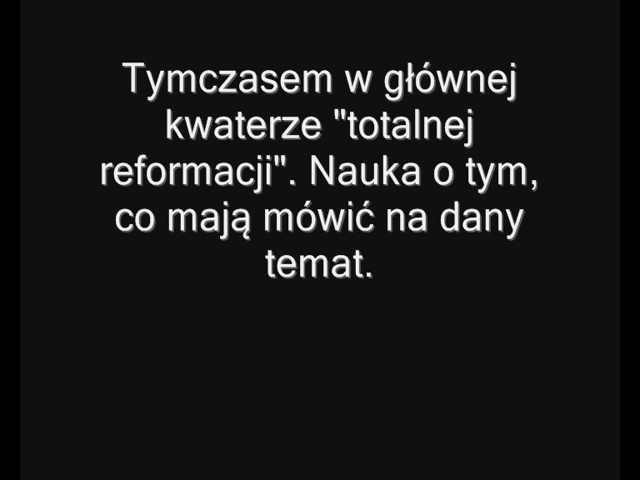 Tymczasem w głównej
kwaterze "totalnej
reformacji". Nauka o tym,
co mają mówić na dany
temat.